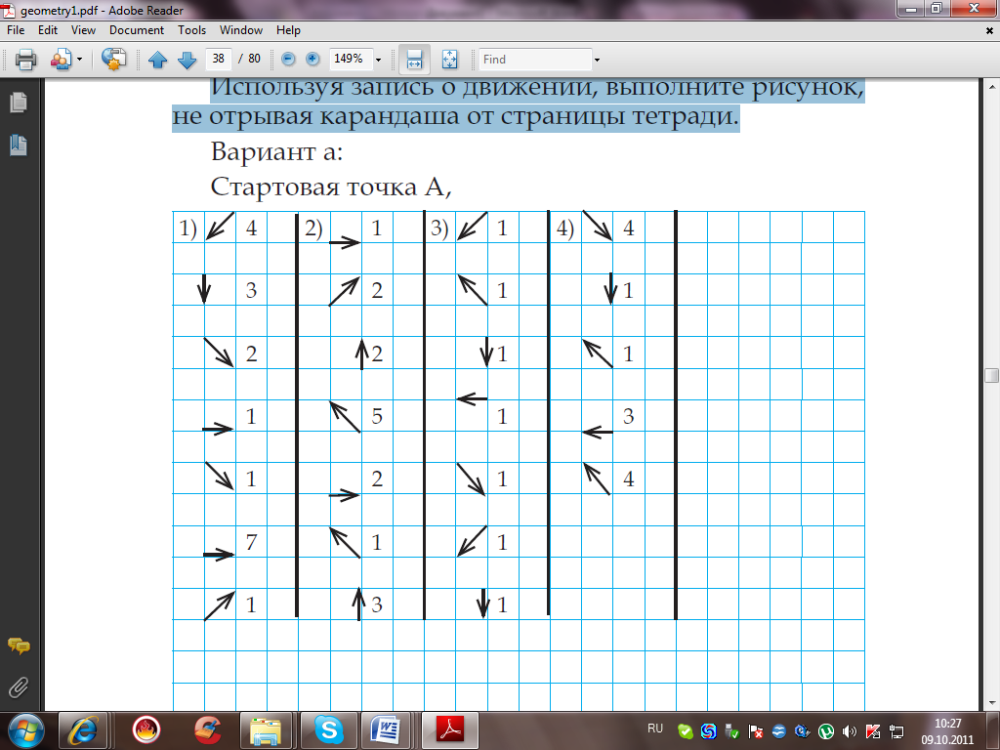 geometry1.pdf - Adobe Reader
File Edit View Document Tools Window Help
38 / 80 149% Find
Используя запись о движении, выполните рисунок,
не отрывая карандаша от страницы тетради.
Вариант а:
Стартовая точка А,
1) 4 2) 1 3) 1 4) 4
3 2 1 1
2 2 1 1
1 5 1 3
1 2 1 4
7 1 1
1 3 1
RU 10:27
09.10.2011